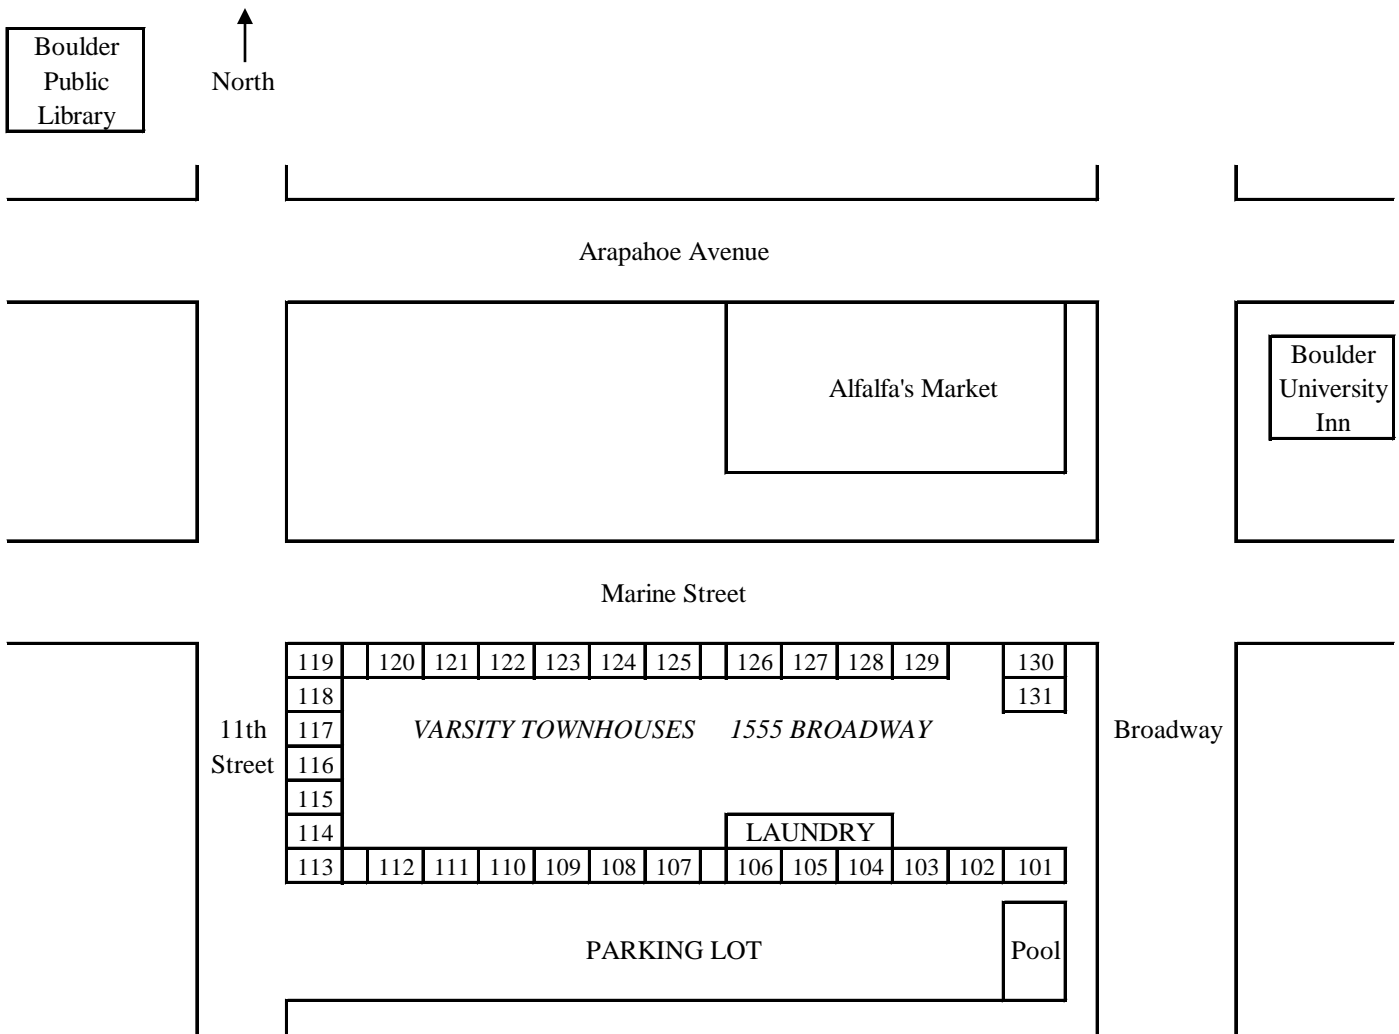 Boulder
Public
Library
North
Arapahoe Avenue
Alfalfa's Market
Boulder
University
Inn
Marine Street
119 120 121 122 123 124 125 126 127 128 129 130
118 131
117 VARSITY TOWNHOUSES 1555 BROADWAY
11th
Street
Broadway
116
115
114 LAUNDRY
113 112 111 110 109 108 107 106 105 104 103 102 101
PARKING LOT
Pool